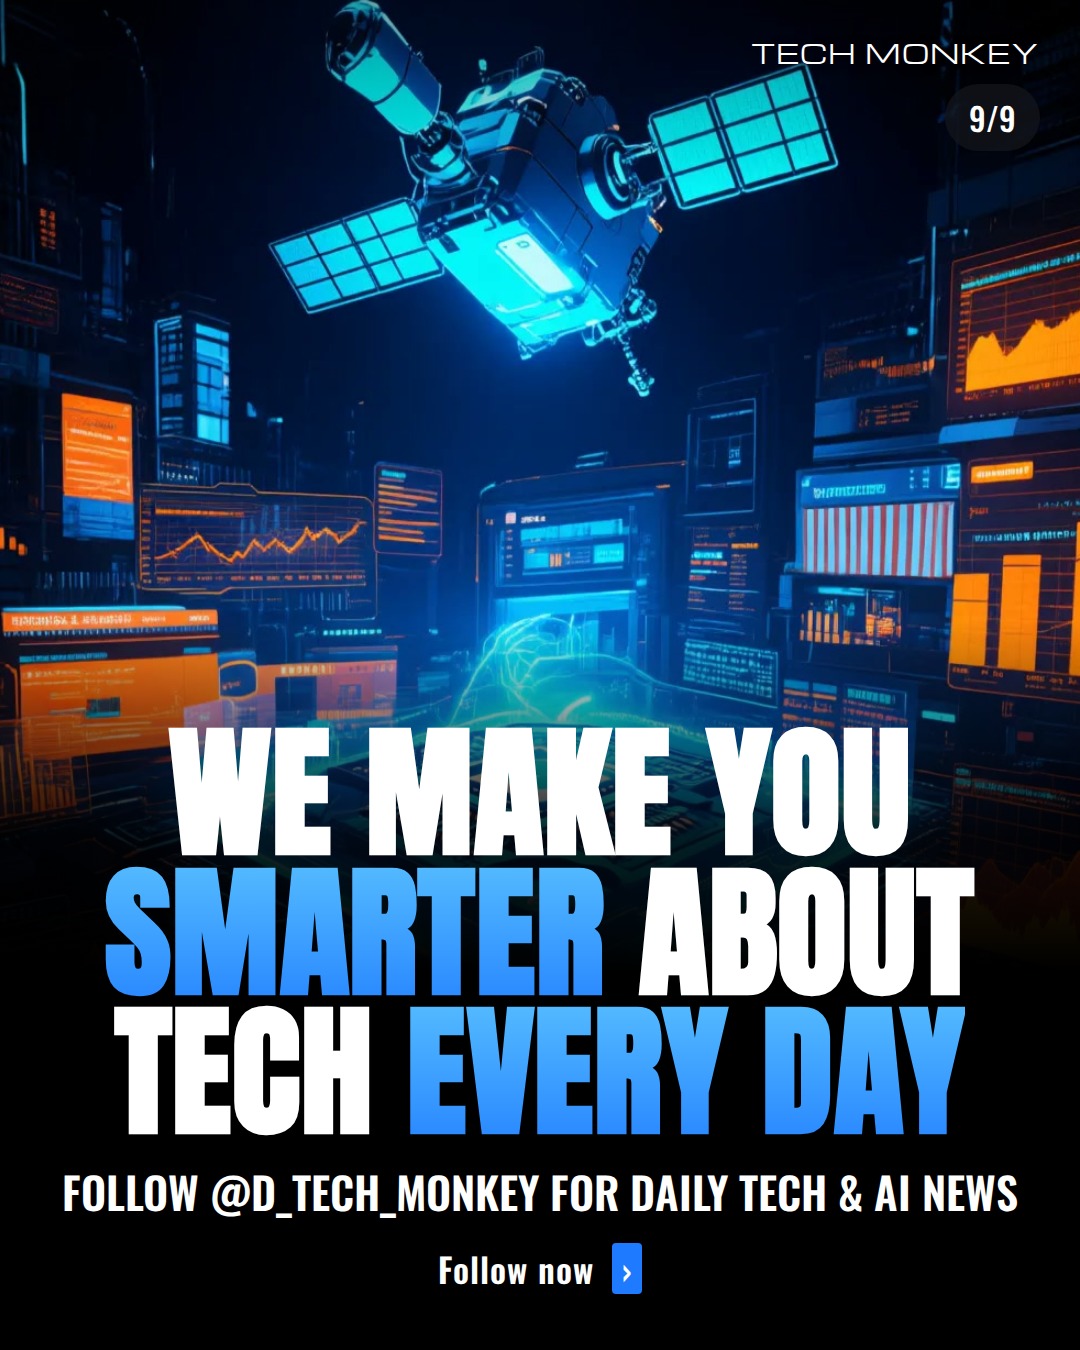 TECH MONKEY
9/9
WE MAKE YOU
SMARTER ABOUT
TECH EVERY DAY
FOLLOW @D_TECH_MONKEY FOR DAILY TECH & AI NEWS
Follow now ›